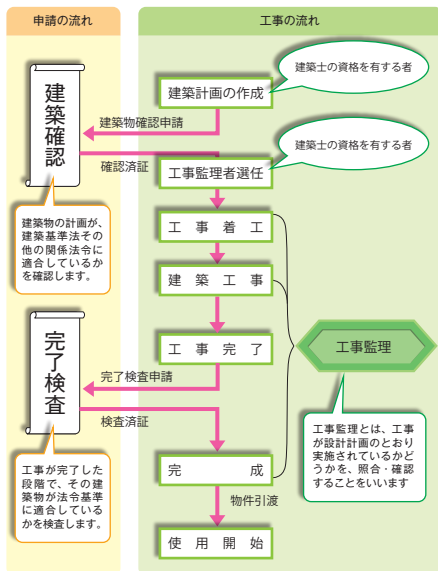 申請の流れ
工事の流れ
建築士の資格を有する者
建築計画の作成
建築確認
建築物確認申請
確認済証
建築士の資格を有する者
工事監理者選任
建築物の計画が、
建築基準法その
他の関係法令に
適合しているか
を確認します。
工事着工
建築工事
工事完了
工事監理
完了検査
完了検査申請
検査済証
工事監理とは、工事
が設計計画のとおり
実施されているかど
うかを、照合・確認
することをいいます
工事が完了した
段階で、その建
築物が法令基準
に適合している
かを検査します。
完成
物件引渡
使用開始